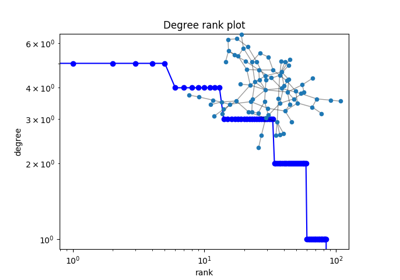 Degree rank plot
6 × 10⁰
4 × 10⁰
3 × 10⁰
2 × 10⁰
10⁰
degree
10⁰ 10¹ 10²
rank